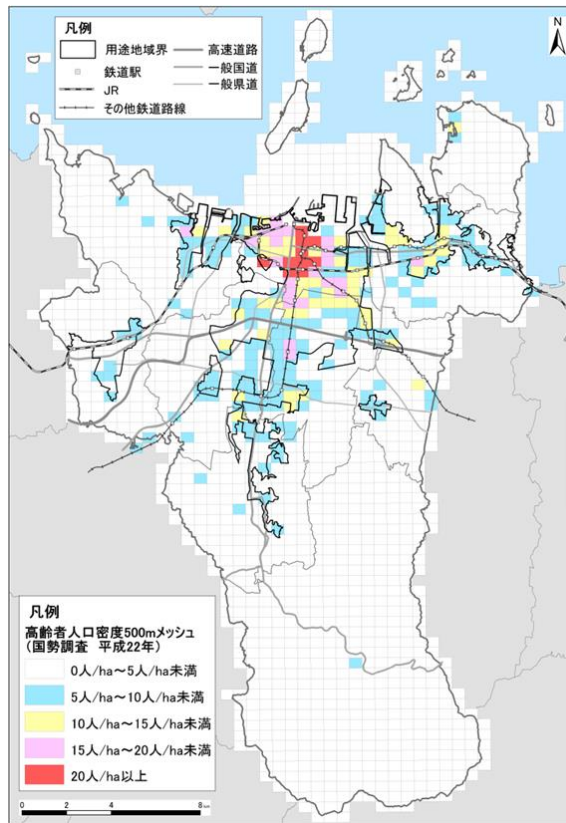 凡例
用途地域界
鉄道駅
JR
その他鉄道路線
高速道路
一般国道
一般県道
N
凡例
高齢者人口密度500mメッシュ
(国勢調査 平成22年)
0人/ha~5人/ha未満
5人/ha~10人/ha未満
10人/ha~15人/ha未満
15人/ha~20人/ha未満
20人/ha以上
0 2 4 8 km